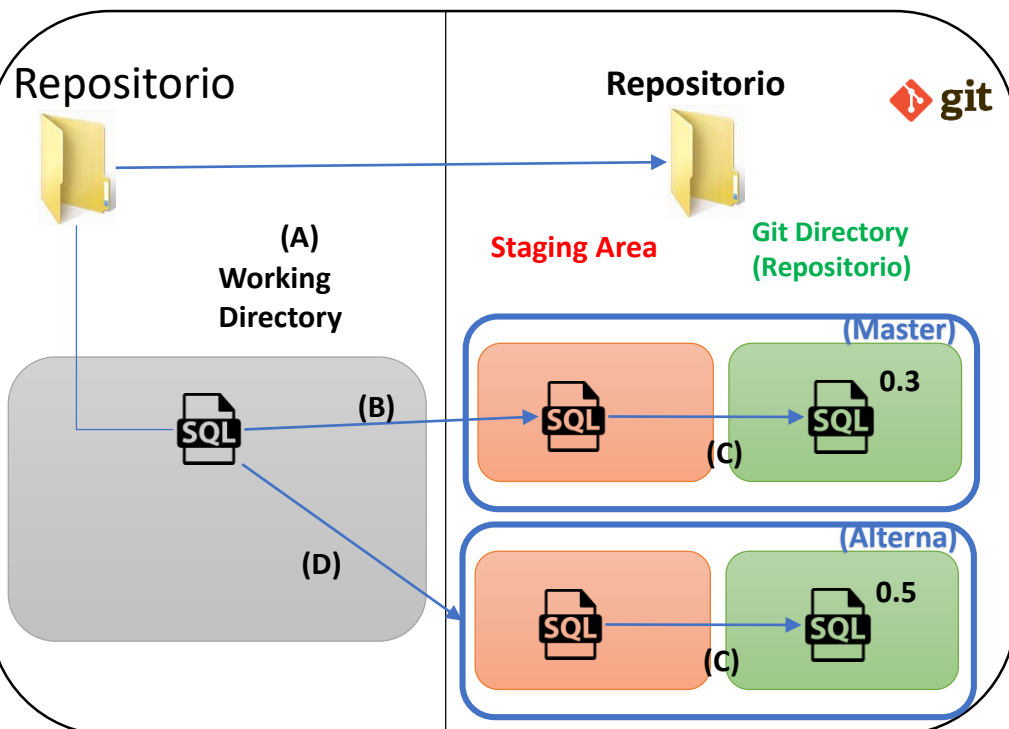 Repositorio
Repositorio
git
(A)
Working
Directory
Staging Area
Git Directory
(Repositorio)
(Master)
SQL
(B)
SQL
(C)
SQL
0.3
(D)
(Alterna)
SQL
(C)
SQL
0.5